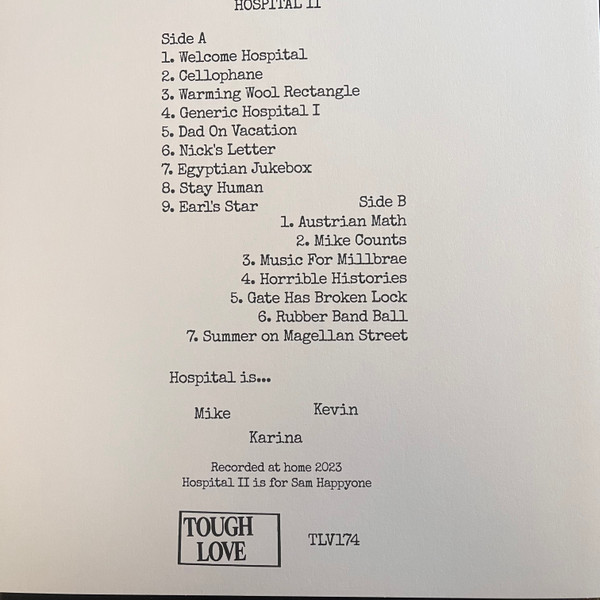 HOSPITAL II
Side A
1. Welcome Hospital
2. Cellophane
3. Warming Wool Rectangle
4. Generic Hospital I
5. Dad On Vacation
6. Nick's Letter
7. Egyptian Jukebox
8. Stay Human
9. Earl's Star
Side B
1. Austrian Math
2. Mike Counts
3. Music For Millbrae
4. Horrible Histories
5. Gate Has Broken Lock
6. Rubber Band Ball
7. Summer on Magellan Street
Hospital is...
Mike
Kevin
Karina
Recorded at home 2023
Hospital II is for Sam Happyone
TOUGH
LOVE
TLV174